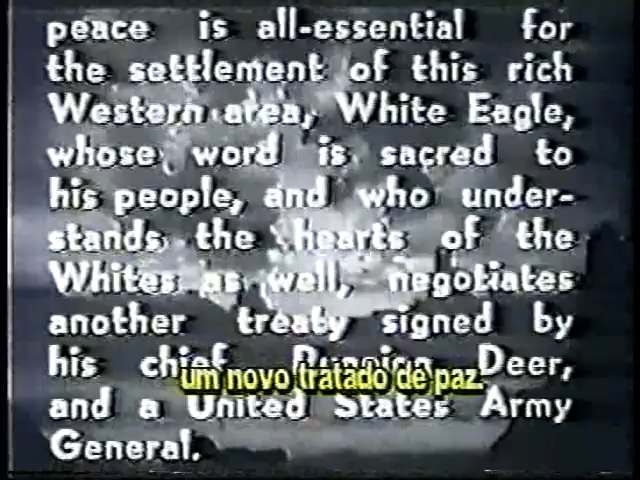 peace is all-essential for
the settlement of this rich
Western area, White Eagle,
whose word is sacred to
his people, and who under-
stands the hearts of the
Whites as well, negotiates
another treaty signed by
his chief, Running Deer,
um novo tratado de paz.
and a United States Army
General.